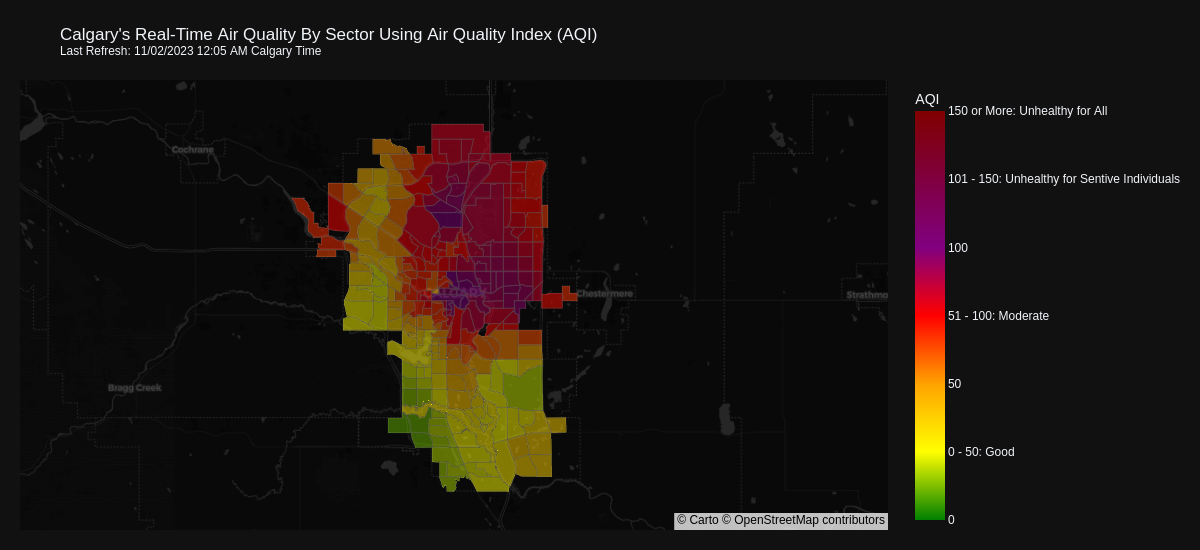 Calgary's Real-Time Air Quality By Sector Using Air Quality Index (AQI)
Last Refresh: 11/02/2023 12:05 AM Calgary Time
AQI
150 or More: Unhealthy for All
Cochrane
101 - 150: Unhealthy for Sentive Individuals
100
CALGARY
Chestermere
Strathmo
51 - 100: Moderate
50
Bragg Creek
0 - 50: Good
0
© Carto © OpenStreetMap contributors